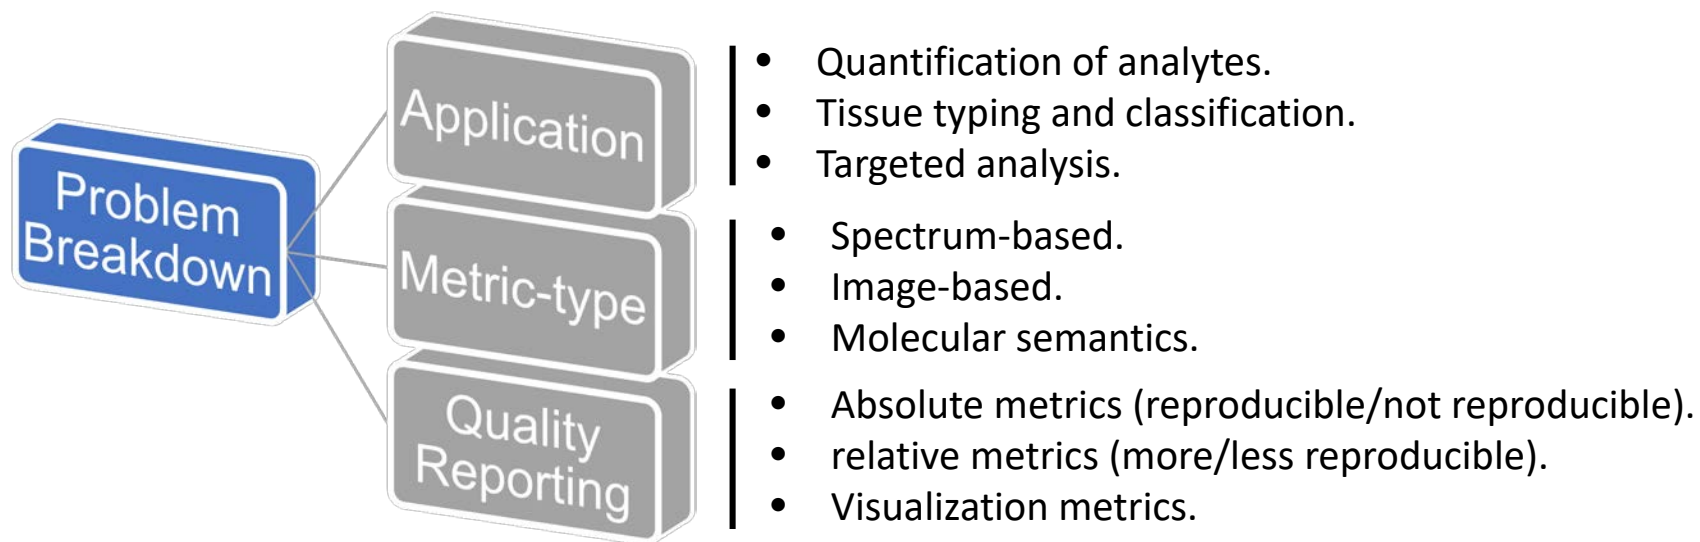 Problem
Breakdown
Application
• Quantification of analytes.
• Tissue typing and classification.
• Targeted analysis.
Metric-type
• Spectrum-based.
• Image-based.
• Molecular semantics.
Quality
Reporting
• Absolute metrics (reproducible/not reproducible).
• relative metrics (more/less reproducible).
• Visualization metrics.